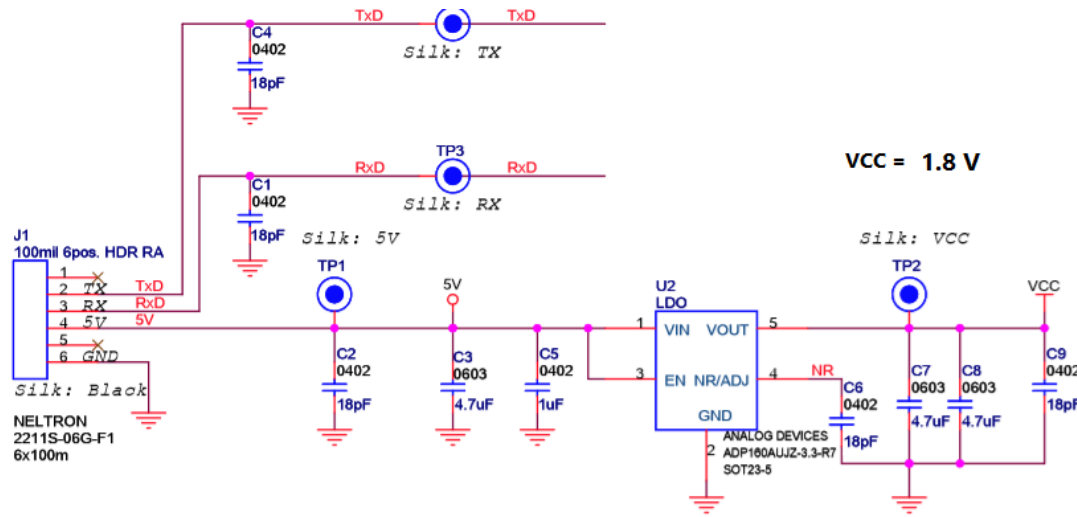 TxD TxD
C4
0402
18pF
Silk: TX
TP3
RxD RxD
C1
0402
18pF
Silk: RX
VCC = 1.8 V
J1
100mil 6pos. HDR RA
1
2 TX TxD
3 RX RxD
4 5V 5V
5
6 GND
Silk: Black
NELTRON
2211S-06G-F1
6x100m
Silk: 5V
TP1
C2
0402
18pF
5V
C3
0603
4.7uF
C5
0402
1uF
U2
LDO
1 VIN VOUT 5
3 EN NR/ADJ 4 NR
GND
2
ANALOG DEVICES
ADP160AUJZ-3.3-R7
SOT23-5
C6
0402
18pF
Silk: VCC
TP2
C7
0603
4.7uF
C8
0603
4.7uF
VCC
C9
0402
18pF